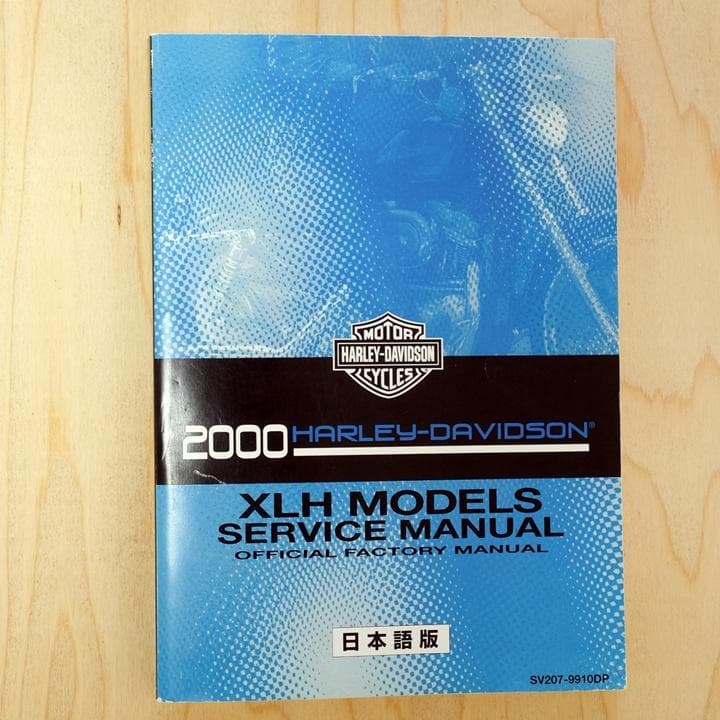 MOTOR
HARLEY-DAVIDSON
CYCLES
2000 HARLEY-DAVIDSON®
XLH MODELS
SERVICE MANUAL
OFFICIAL FACTORY MANUAL
日本語版
SV207-9910DP